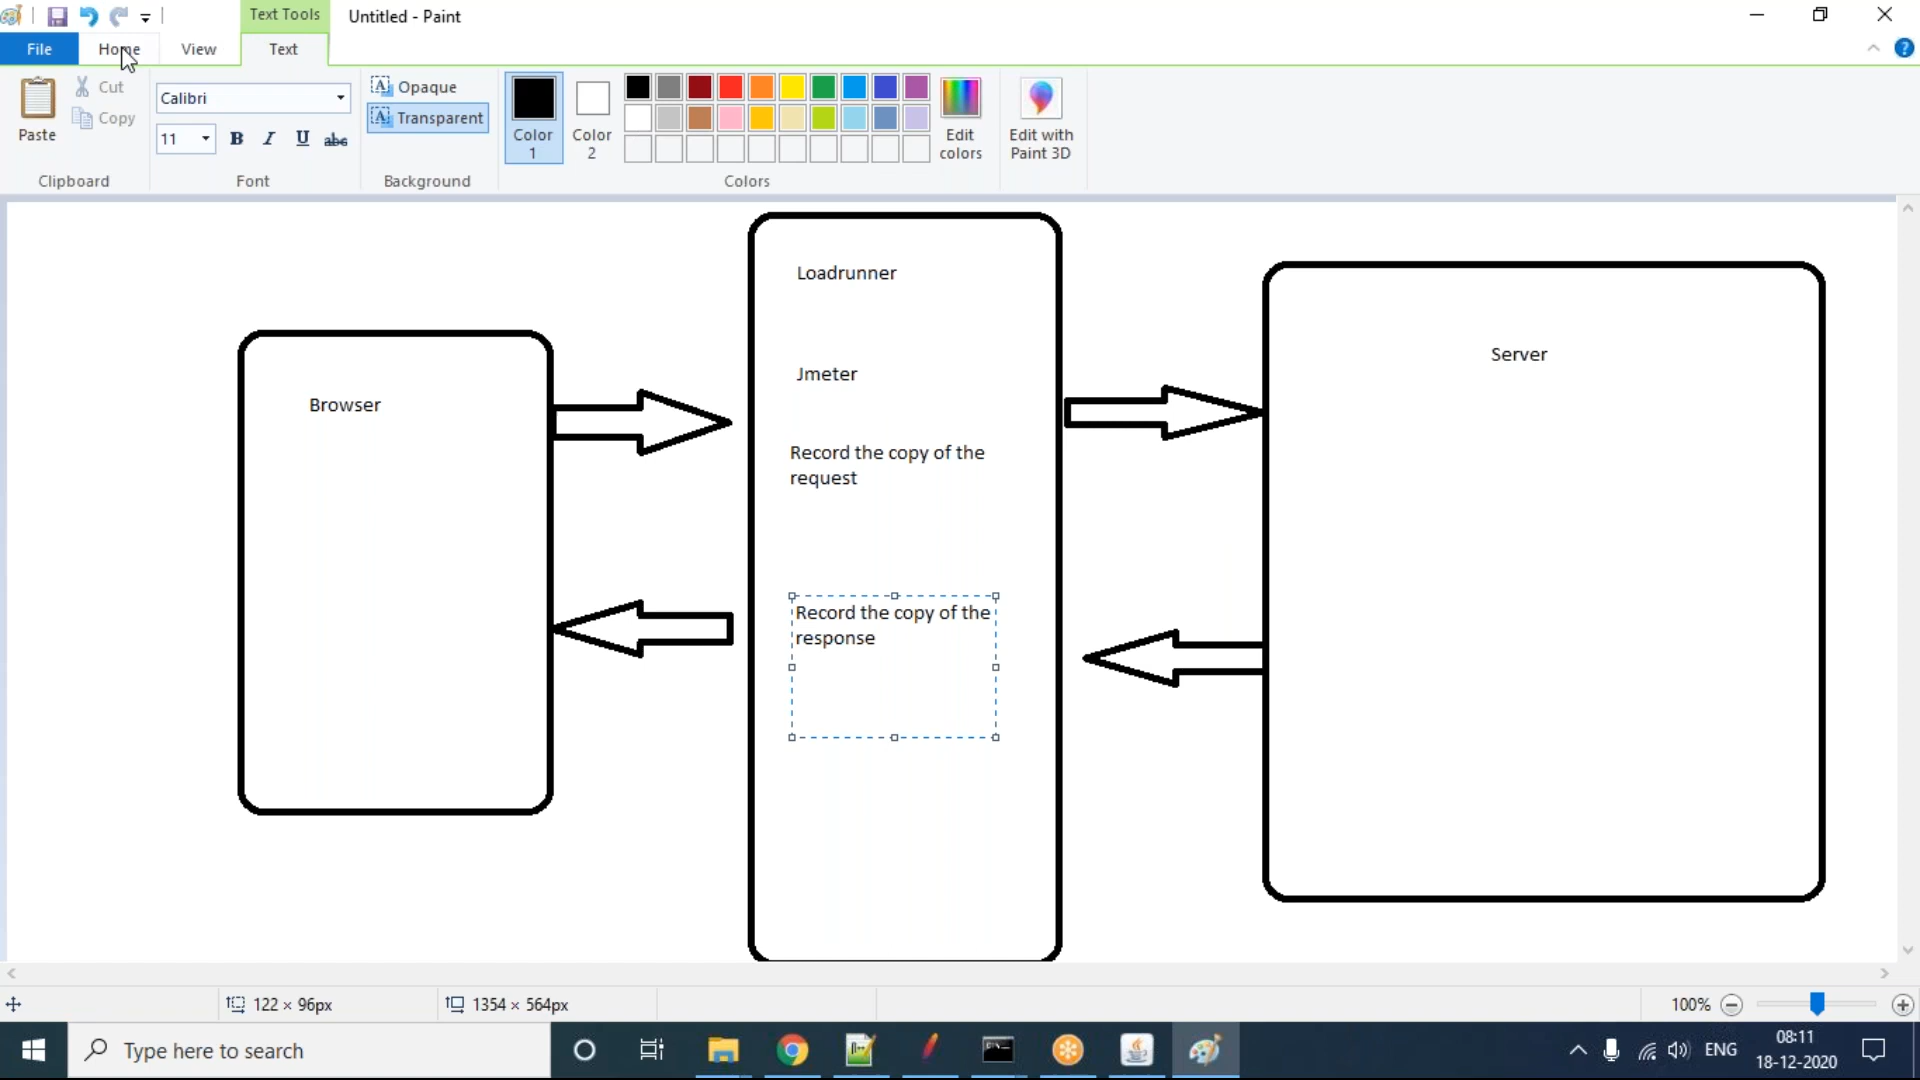 Text Tools
Untitled - Paint
File
Home
View
Text
Paste
Cut
Copy
Clipboard
Calibri
11
B I U abc
Font
Opaque
Transparent
Background
Color
1
Color
2
Colors
Edit
colors
Edit with
Paint 3D
Browser
Loadrunner
Jmeter
Record the copy of the
request
Record the copy of the
response
Server
122 × 96px
1354 × 564px
100%
Type here to search
ENG
08:11
18-12-2020